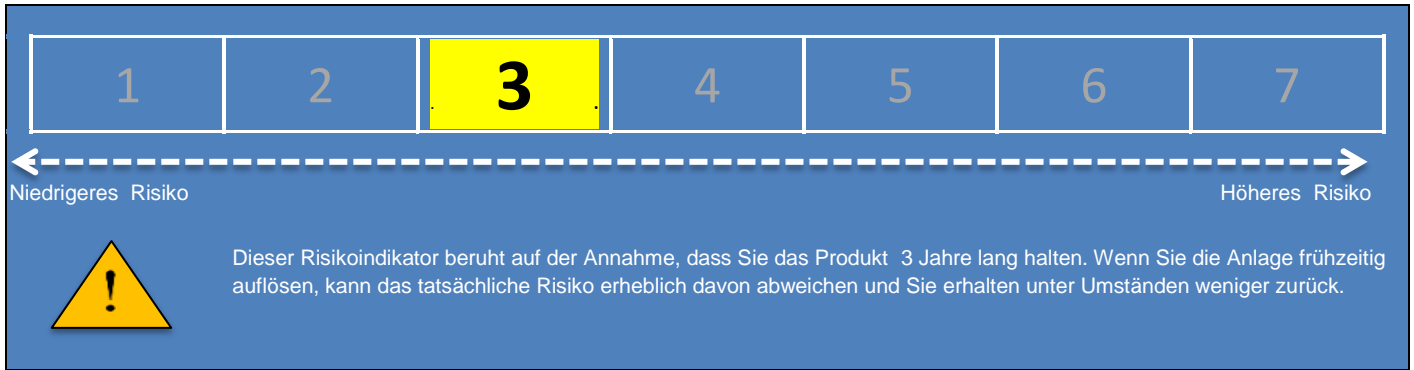 1 2 3 4 5 6 7
Niedrigeres Risiko Höheres Risiko
Dieser Risikoindikator beruht auf der Annahme, dass Sie das Produkt 3 Jahre lang halten. Wenn Sie die Anlage frühzeitig
auflösen, kann das tatsächliche Risiko erheblich davon abweichen und Sie erhalten unter Umständen weniger zurück.